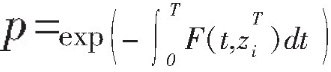 p = exp(-∫_0^T F(t,z_i^T)dt)